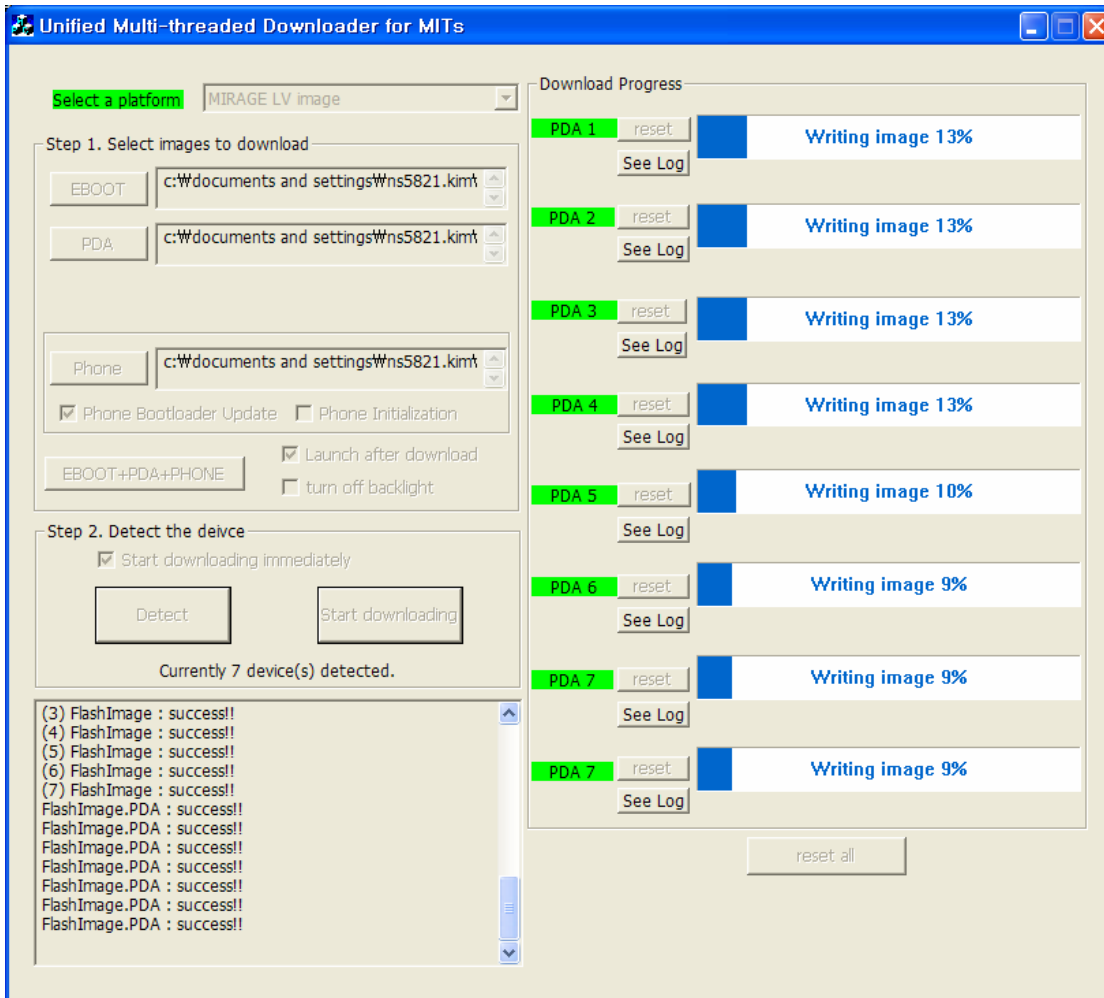 Unified Multi-threaded Downloader for MITs
Select a platform
MIRAGE LV image
Step 1. Select images to download
EBOOT
c:₩documents and settings₩ns5821.kim
PDA
c:₩documents and settings₩ns5821.kim
Phone
c:₩documents and settings₩ns5821.kim
Phone Bootloader Update
Phone Initialization
EBOOT+PDA+PHONE
Launch after download
turn off backlight
Step 2. Detect the deivce
Start downloading immediately
Detect
Start downloading
Currently 7 device(s) detected.
(3) FlashImage : success!!
(4) FlashImage : success!!
(5) FlashImage : success!!
(6) FlashImage : success!!
(7) FlashImage : success!!
FlashImage.PDA : success!!
FlashImage.PDA : success!!
FlashImage.PDA : success!!
FlashImage.PDA : success!!
FlashImage.PDA : success!!
FlashImage.PDA : success!!
FlashImage.PDA : success!!
Download Progress
PDA 1
reset
Writing image 13%
See Log
PDA 2
reset
Writing image 13%
See Log
PDA 3
reset
Writing image 13%
See Log
PDA 4
reset
Writing image 13%
See Log
PDA 5
reset
Writing image 10%
See Log
PDA 6
reset
Writing image 9%
See Log
PDA 7
reset
Writing image 9%
See Log
PDA 7
reset
Writing image 9%
See Log
reset all